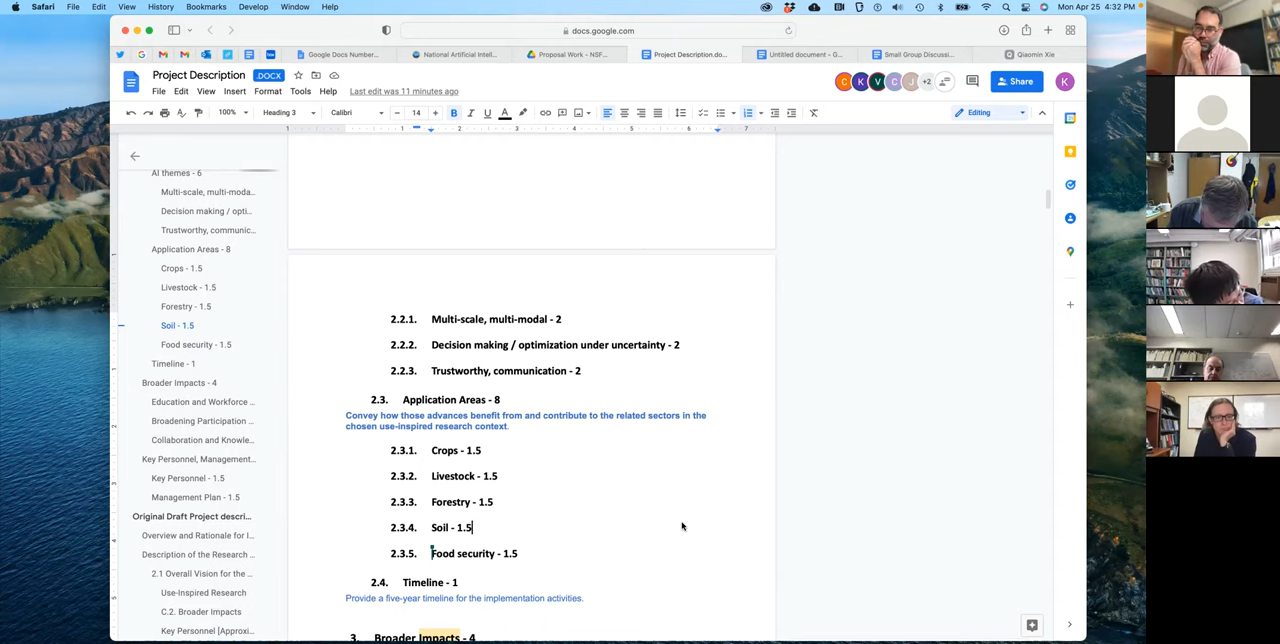 Safari File Edit View History Bookmarks Develop Window Help Mon Apr 25 4:32 PM
docs.google.com
Google Docs Number... National Artificial Intell... Proposal Work - NSF... Project Description.do... Untitled document - G... Small Group Discussi... Qiaomin Xie
Project Description .DOCX
File Edit View Insert Format Tools Help Last edit was 11 minutes ago
C K V C J +2 Share K
100% Heading 3 Calibri 14 B I U A Editing
1 2 4 5 6 7
AI themes - 6
Multi-scale, multi-moda...
Decision making / opti...
Trustworthy, communic...
Application Areas - 8
Crops - 1.5
Livestock - 1.5
Forestry - 1.5
Soil - 1.5
Food security - 1.5
Timeline - 1
Broader Impacts - 4
Education and Workforce ...
Broadening Participation ...
Collaboration and Knowle...
Key Personnel, Management...
Key Personnel - 1.5
Management Plan - 1.5
Original Draft Project descri...
Overview and Rationale for I...
Description of the Research ...
2.1 Overall Vision for the ...
Use-Inspired Research
C.2. Broader Impacts
Key Personnel [Approxi...
2.2.1. Multi-scale, multi-modal - 2
2.2.2. Decision making / optimization under uncertainty - 2
2.2.3. Trustworthy, communication - 2
2.3. Application Areas - 8
Convey how those advances benefit from and contribute to the related sectors in the
chosen use-inspired research context.
2.3.1. Crops - 1.5
2.3.2. Livestock - 1.5
2.3.3. Forestry - 1.5
2.3.4. Soil - 1.5
2.3.5. Food security - 1.5
2.4. Timeline - 1
Provide a five-year timeline for the implementation activities.
3. Broader Impacts - 4